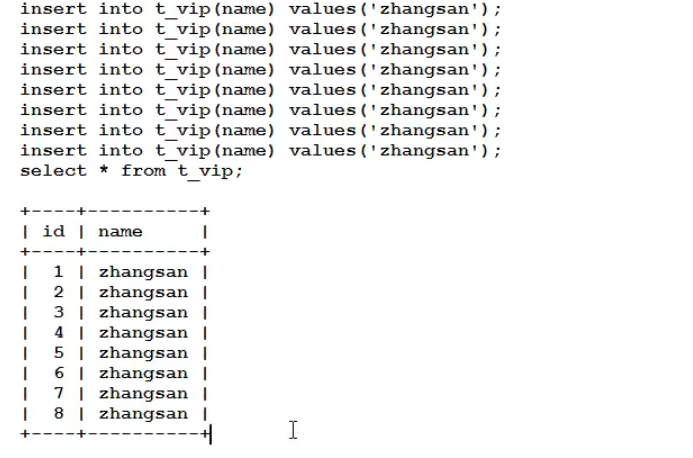 insert into t_vip(name) values('zhangsan');
insert into t_vip(name) values('zhangsan');
insert into t_vip(name) values('zhangsan');
insert into t_vip(name) values('zhangsan');
insert into t_vip(name) values('zhangsan');
insert into t_vip(name) values('zhangsan');
insert into t_vip(name) values('zhangsan');
insert into t_vip(name) values('zhangsan');
select * from t_vip;
+----+----------+
| id | name     |
+----+----------+
|  1 | zhangsan |
|  2 | zhangsan |
|  3 | zhangsan |
|  4 | zhangsan |
|  5 | zhangsan |
|  6 | zhangsan |
|  7 | zhangsan |
|  8 | zhangsan |
+----+----------+